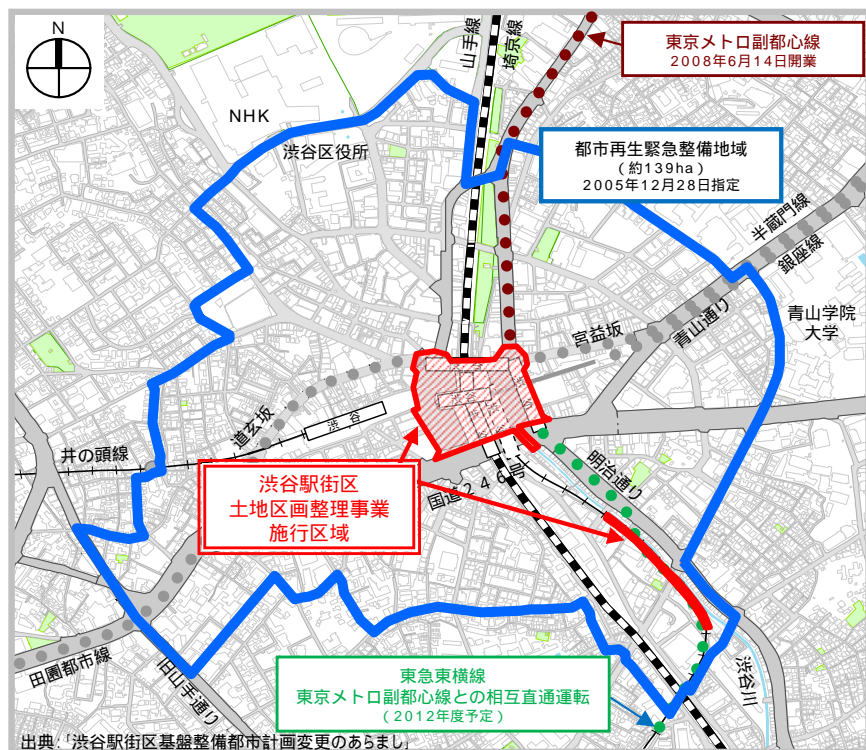 N
山手線
埼京線
東京メトロ副都心線
2008年6月14日開業
NHK
渋谷区役所
都市再生緊急整備地域
（約139ha）
2005年12月28日指定
半蔵門線
銀座線
青山通り
宮益坂
青山学院
大学
道玄坂
渋谷
井の頭線
渋谷駅街区
土地区画整理事業
施行区域
国道246号
明治通り
田園都市線
旧山手通り
東急東横線
東京メトロ副都心線との相互直通運転
（2012年度予定）
渋谷川
出典：「渋谷駅街区基盤整備都市計画変更のあらまし」